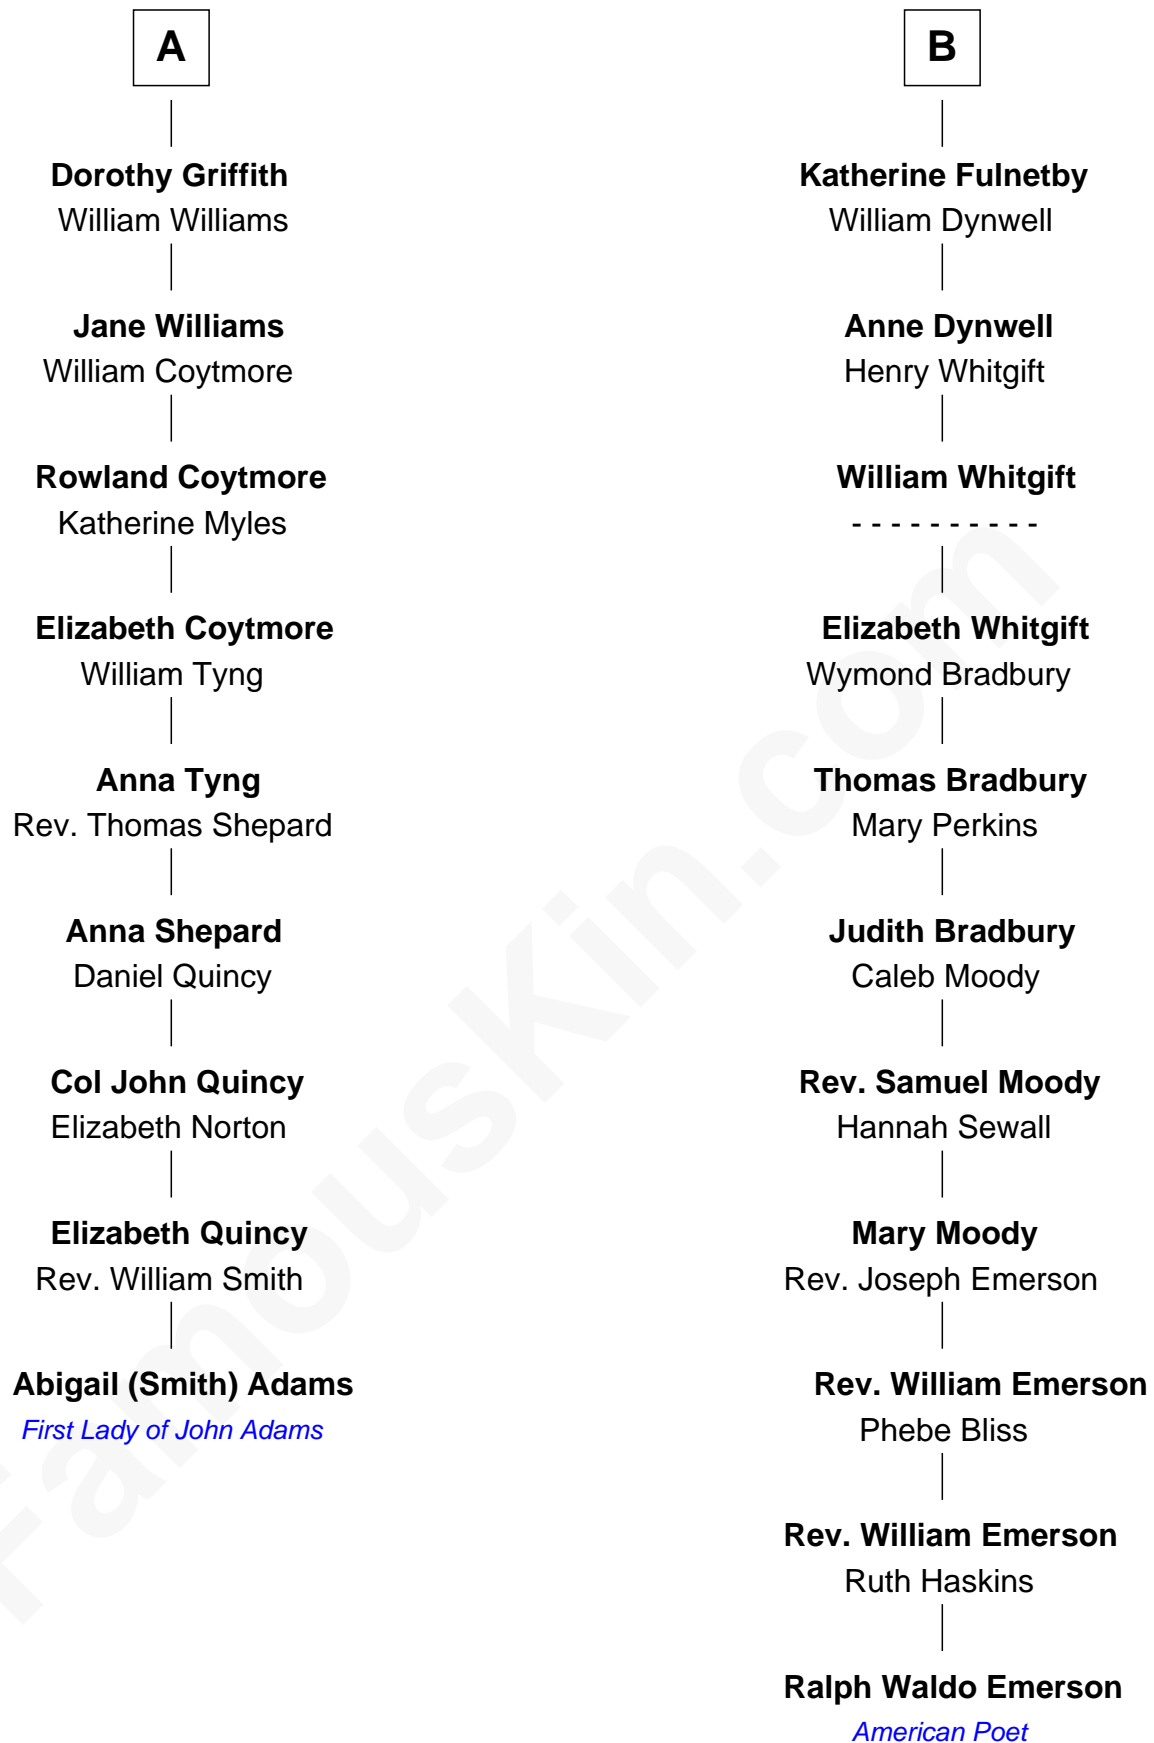 A
Dorothy Griffith
William Williams
Jane Williams
William Coytmore
Rowland Coytmore
Katherine Myles
Elizabeth Coytmore
William Tyng
Anna Tyng
Rev. Thomas Shepard
Anna Shepard
Daniel Quincy
Col John Quincy
Elizabeth Norton
Elizabeth Quincy
Rev. William Smith
Abigail (Smith) Adams
First Lady of John Adams
B
Katherine Fulnetby
William Dynwell
Anne Dynwell
Henry Whitgift
William Whitgift
- - - - - - - - - -
Elizabeth Whitgift
Wymond Bradbury
Thomas Bradbury
Mary Perkins
Judith Bradbury
Caleb Moody
Rev. Samuel Moody
Hannah Sewall
Mary Moody
Rev. Joseph Emerson
Rev. William Emerson
Phebe Bliss
Rev. William Emerson
Ruth Haskins
Ralph Waldo Emerson
American Poet
FamousKin.com